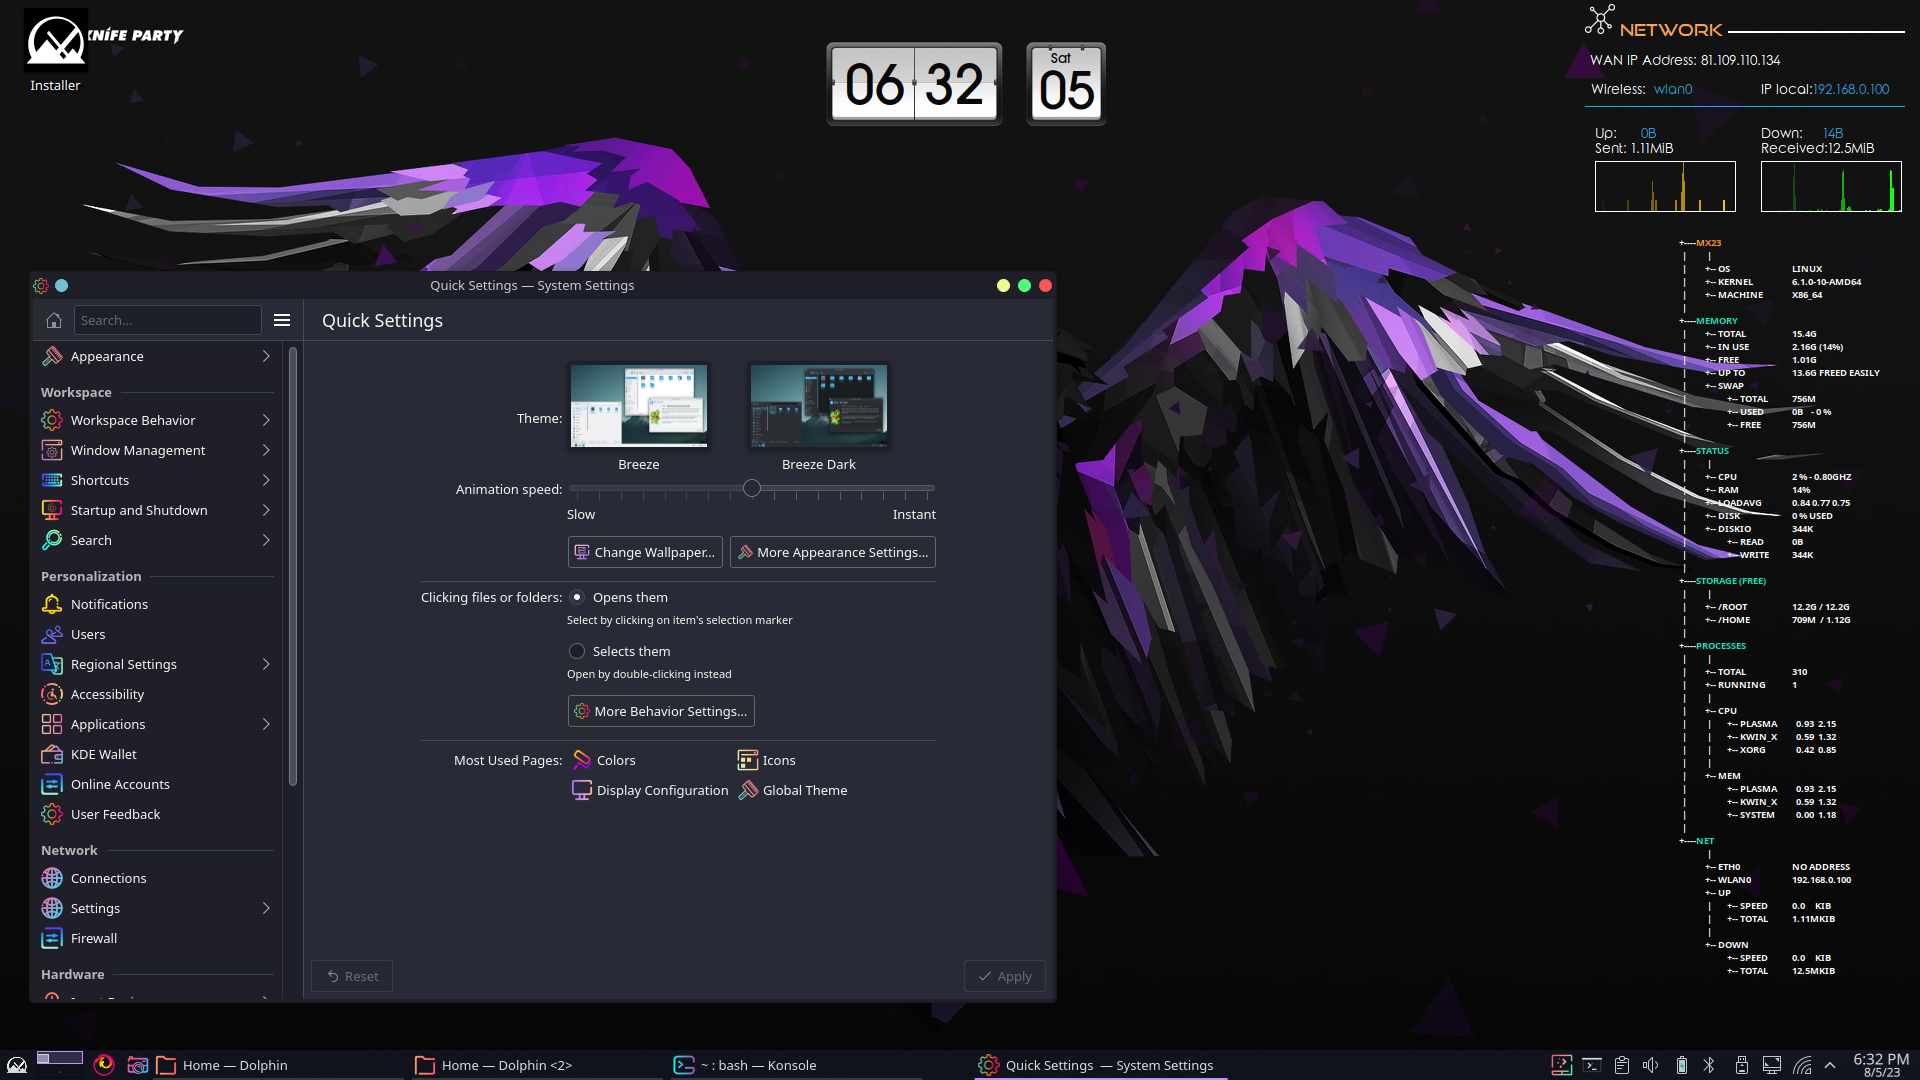 KNIFE PARTY
Installer
06 32
Sat
05
NETWORK
WAN IP Address: 81.109.110.134
Wireless: wlan0 IP local:192.168.0.100
Up: 0B Down: 14B
Sent: 1.11MiB Received:12.5MiB
Quick Settings — System Settings
Search...
Quick Settings
Appearance
Workspace
Workspace Behavior
Window Management
Shortcuts
Startup and Shutdown
Search
Personalization
Notifications
Users
Regional Settings
Accessibility
Applications
KDE Wallet
Online Accounts
User Feedback
Network
Connections
Settings
Firewall
Hardware
Theme:
Breeze Breeze Dark
Animation speed:
Slow Instant
Change Wallpaper... More Appearance Settings...
Clicking files or folders: Opens them
Select by clicking on item's selection marker
Selects them
Open by double-clicking instead
More Behavior Settings...
Most Used Pages: Colors Icons
Display Configuration Global Theme
Reset Apply
+----MX23
+-- OS LINUX
+-- KERNEL 6.1.0-10-AMD64
+-- MACHINE X86_64
+----MEMORY
+-- TOTAL 15.4G
+-- IN USE 2.16G (14%)
+-- FREE 1.01G
+-- UP TO 13.6G FREED EASILY
+-- SWAP
+-- TOTAL 756M
+-- USED 0B - 0 %
+-- FREE 756M
+----STATUS
+-- CPU 2 % - 0.80GHZ
+-- RAM 14%
+-- LOADAVG 0.84 0.77 0.75
+-- DISK 0 % USED
+-- DISKIO 344K
+-- READ 0B
+-- WRITE 344K
+----STORAGE (FREE)
+-- /ROOT 12.2G / 12.2G
+-- /HOME 709M / 1.12G
+----PROCESSES
+-- TOTAL 310
+-- RUNNING 1
+-- CPU
+-- PLASMA 0.93 2.15
+-- KWIN_X 0.59 1.32
+-- XORG 0.42 0.85
+-- MEM
+-- PLASMA 0.93 2.15
+-- KWIN_X 0.59 1.32
+-- SYSTEM 0.00 1.18
+----NET
+-- ETH0 NO ADDRESS
+-- WLAN0 192.168.0.100
+-- UP
+-- SPEED 0.0 KIB
+-- TOTAL 1.11MKIB
+-- DOWN
+-- SPEED 0.0 KIB
+-- TOTAL 12.5MKIB
Home — Dolphin
Home — Dolphin <2>
~ : bash — Konsole
Quick Settings — System Settings
6:32 PM
8/5/23